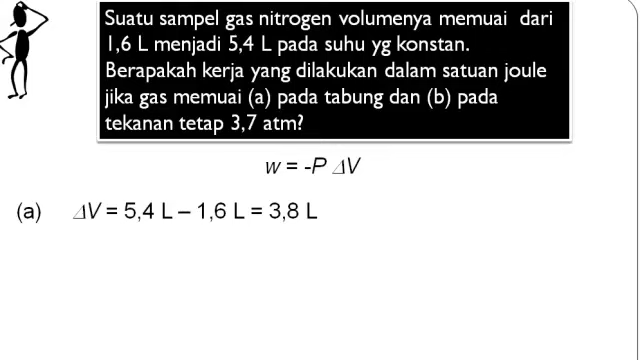 Suatu sampel gas nitrogen volumenya memuai dari
1,6 L menjadi 5,4 L pada suhu yg konstan.
Berapakah kerja yang dilakukan dalam satuan joule
jika gas memuai (a) pada tabung dan (b) pada
tekanan tetap 3,7 atm?
w = -P ΔV
(a) ΔV = 5,4 L – 1,6 L = 3,8 L